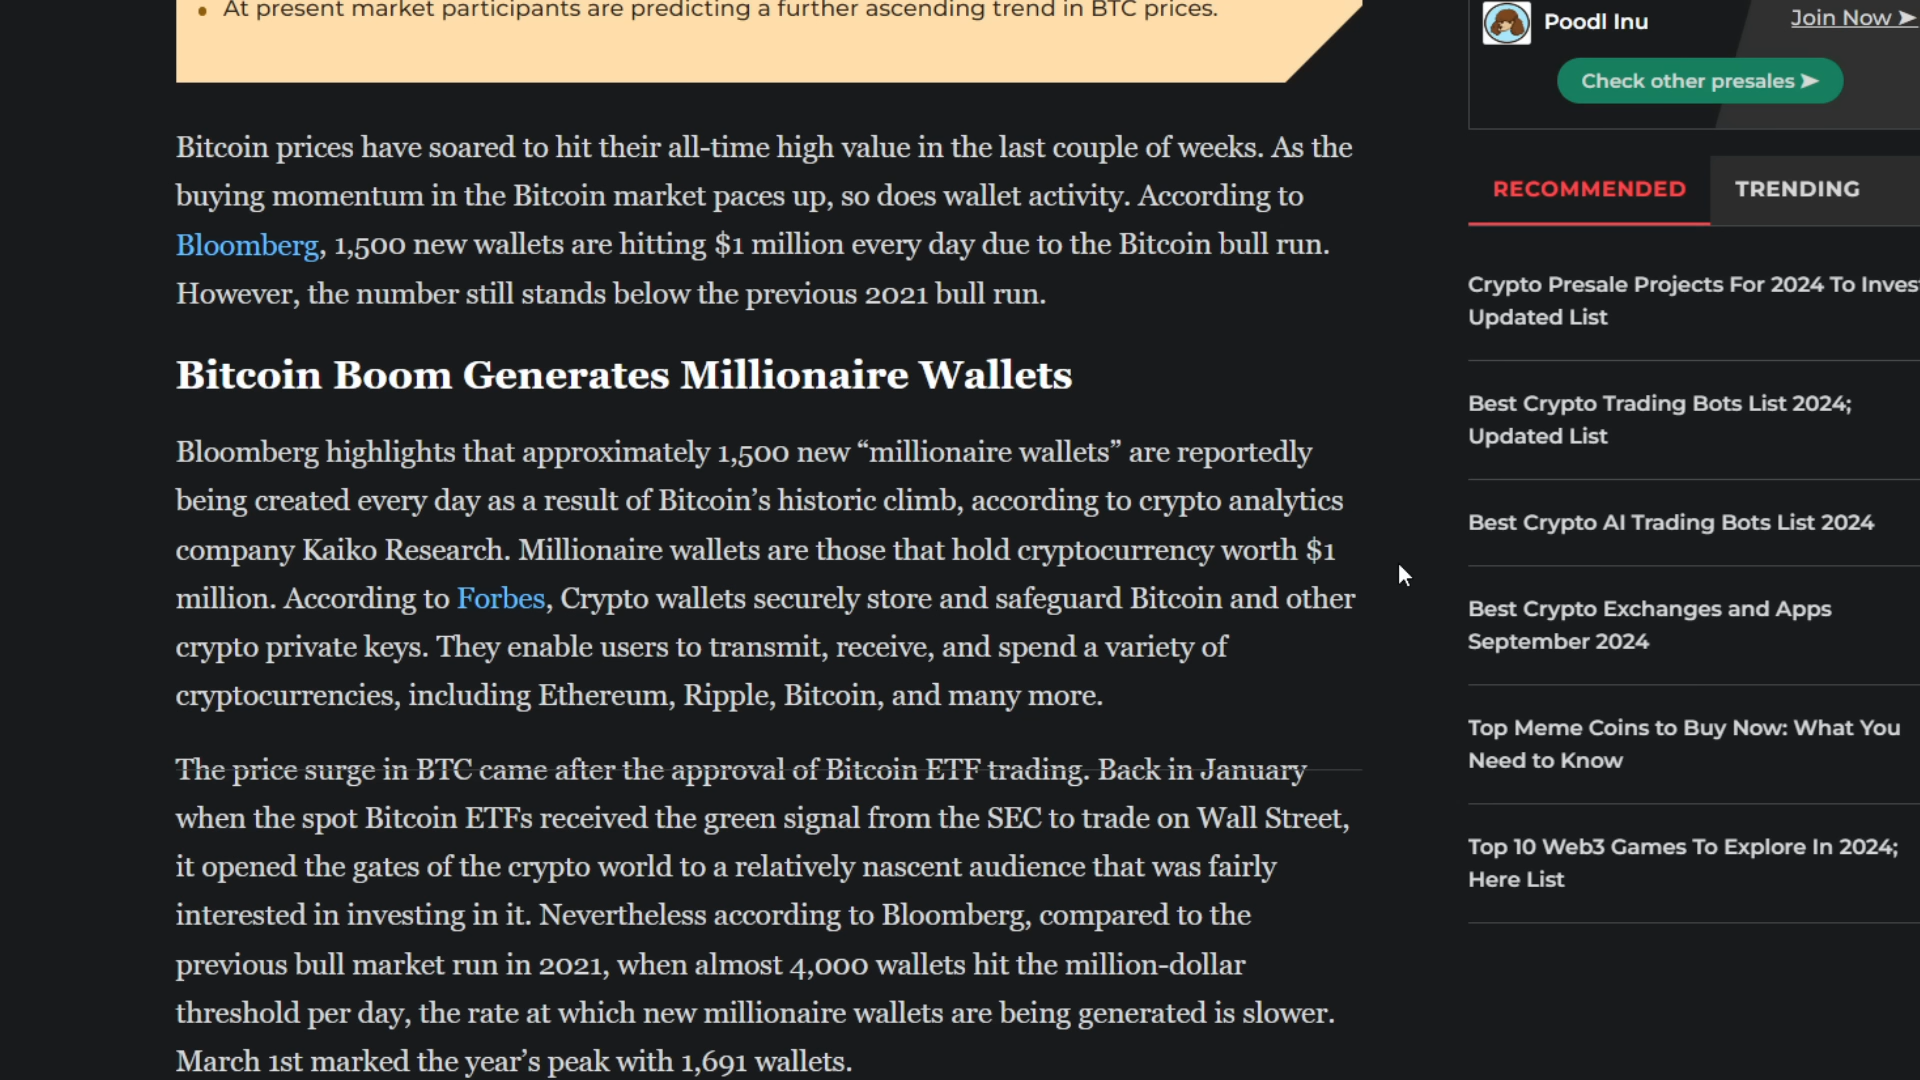 At present market participants are predicting a further ascending trend in BTC prices.
Bitcoin prices have soared to hit their all-time high value in the last couple of weeks. As the
buying momentum in the Bitcoin market paces up, so does wallet activity. According to
Bloomberg, 1,500 new wallets are hitting $1 million every day due to the Bitcoin bull run.
However, the number still stands below the previous 2021 bull run.
Bitcoin Boom Generates Millionaire Wallets
Bloomberg highlights that approximately 1,500 new “millionaire wallets” are reportedly
being created every day as a result of Bitcoin’s historic climb, according to crypto analytics
company Kaiko Research. Millionaire wallets are those that hold cryptocurrency worth $1
million. According to Forbes, Crypto wallets securely store and safeguard Bitcoin and other
crypto private keys. They enable users to transmit, receive, and spend a variety of
cryptocurrencies, including Ethereum, Ripple, Bitcoin, and many more.
The price surge in BTC came after the approval of Bitcoin ETF trading. Back in January
when the spot Bitcoin ETFs received the green signal from the SEC to trade on Wall Street,
it opened the gates of the crypto world to a relatively nascent audience that was fairly
interested in investing in it. Nevertheless according to Bloomberg, compared to the
previous bull market run in 2021, when almost 4,000 wallets hit the million-dollar
threshold per day, the rate at which new millionaire wallets are being generated is slower.
March 1st marked the year’s peak with 1,691 wallets.
Poodl Inu
Join Now ➤
Check other presales ➤
RECOMMENDED
TRENDING
Crypto Presale Projects For 2024 To Inves
Updated List
Best Crypto Trading Bots List 2024;
Updated List
Best Crypto AI Trading Bots List 2024
Best Crypto Exchanges and Apps
September 2024
Top Meme Coins to Buy Now: What You
Need to Know
Top 10 Web3 Games To Explore In 2024;
Here List